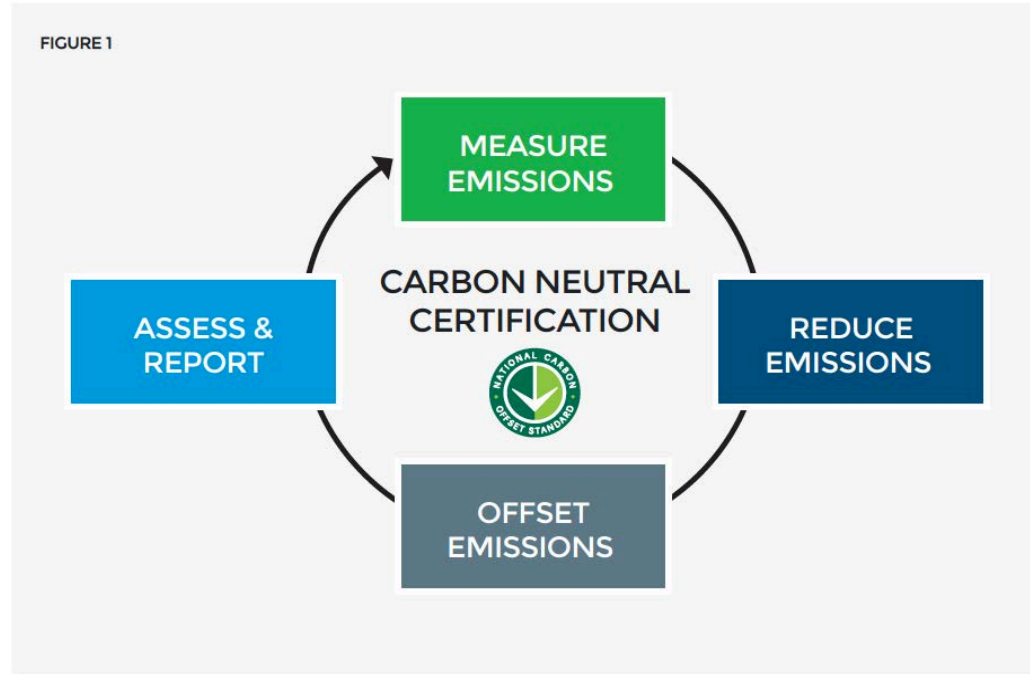 FIGURE 1
MEASURE
EMISSIONS
CARBON NEUTRAL
CERTIFICATION
ASSESS &
REPORT
REDUCE
EMISSIONS
NATIONAL CARBON
OFFSET STANDARD
OFFSET
EMISSIONS